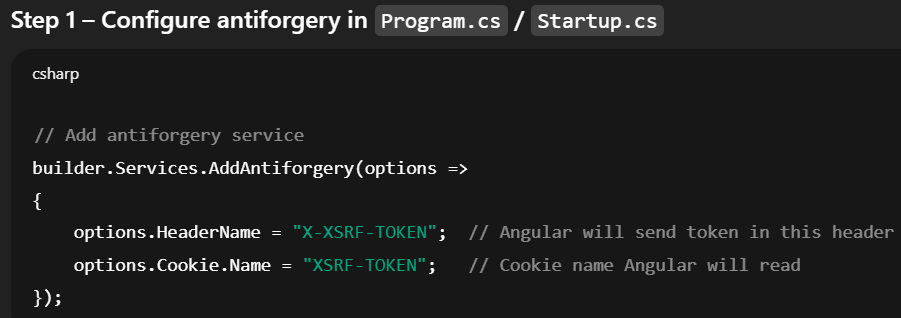 Step 1 – Configure antiforgery in Program.cs / Startup.cs
csharp
// Add antiforgery service
builder.Services.AddAntiforgery(options =>
{
    options.HeaderName = "X-XSRF-TOKEN";  // Angular will send token in this header
    options.Cookie.Name = "XSRF-TOKEN";   // Cookie name Angular will read
});